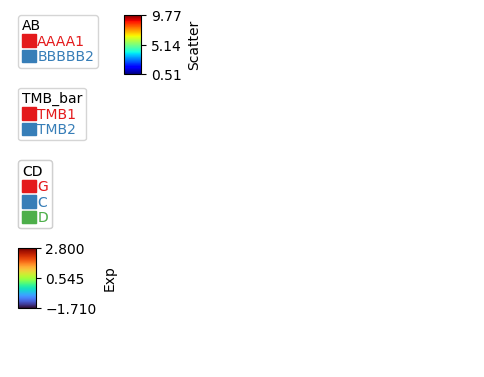 AB
AAAA1
BBBBB2
9.77
5.14
0.51
Scatter
TMB_bar
TMB1
TMB2
CD
G
C
D
2.800
0.545
−1.710
Exp